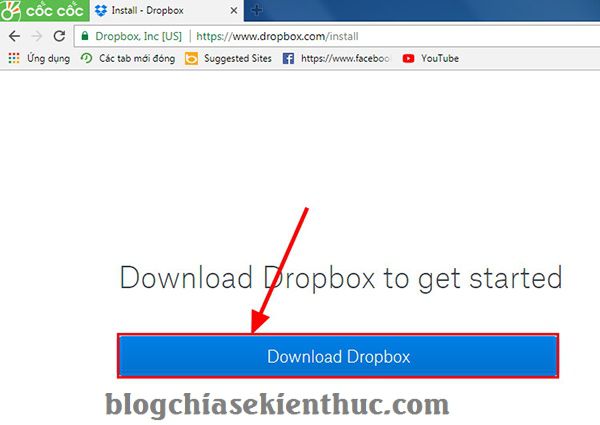 cốc cốc
Install - Dropbox
Dropbox, Inc [US] https://www.dropbox.com/install
Ứng dụng Các tab mới đóng Suggested Sites https://www.faceboo YouTube
Download Dropbox to get started
Download Dropbox
blogchiasekienthuc.com